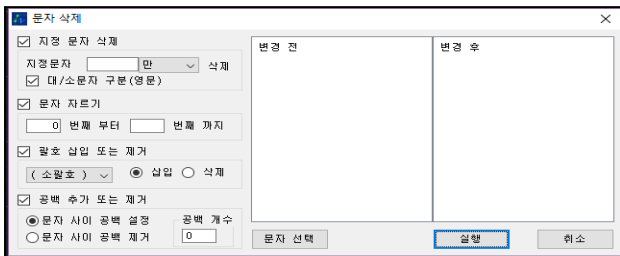 문자 삭제
지정 문자 삭제
지정문자 만 삭제
대/소문자 구분(영문)
문자 자르기
0 번째 부터 번째 까지
괄호 삽입 또는 제거
( 소괄호 ) 삽입 삭제
공백 추가 또는 제거
문자 사이 공백 설정 공백 개수
문자 사이 공백 제거 0
변경 전 변경 후
문자 선택 실행 취소